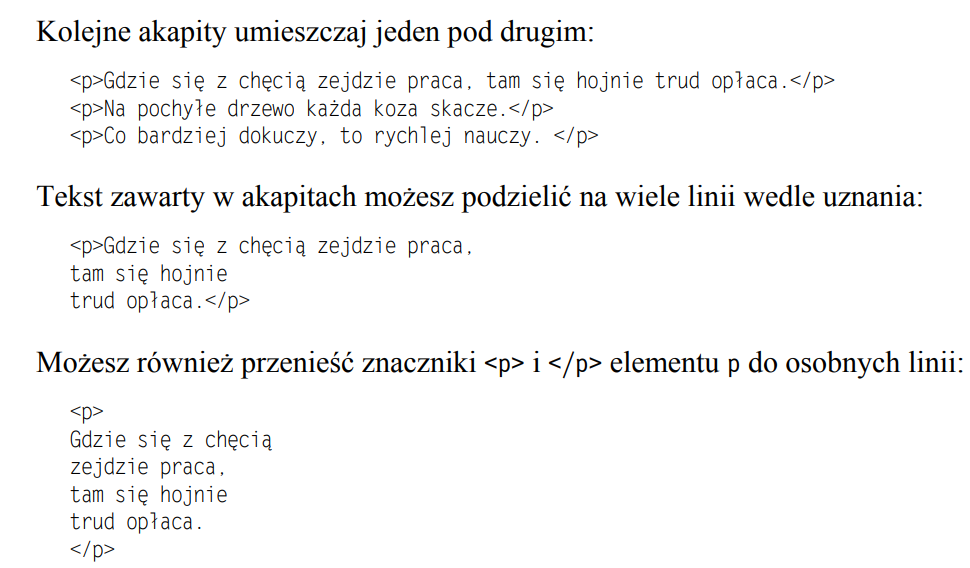 Kolejne akapity umieszczaj jeden pod drugim:
<p>Gdzie się z chęcią zejdzie praca, tam się hojnie trud opłaca.</p>
<p>Na pochyłe drzewo każda koza skacze.</p>
<p>Co bardziej dokuczy, to rychlej nauczy. </p>
Tekst zawarty w akapitach możesz podzielić na wiele linii wedle uznania:
<p>Gdzie się z chęcią zejdzie praca,
tam się hojnie
trud opłaca.</p>
Możesz również przenieść znaczniki <p> i </p> elementu p do osobnych linii:
<p>
Gdzie się z chęcią
zejdzie praca,
tam się hojnie
trud opłaca.
</p>